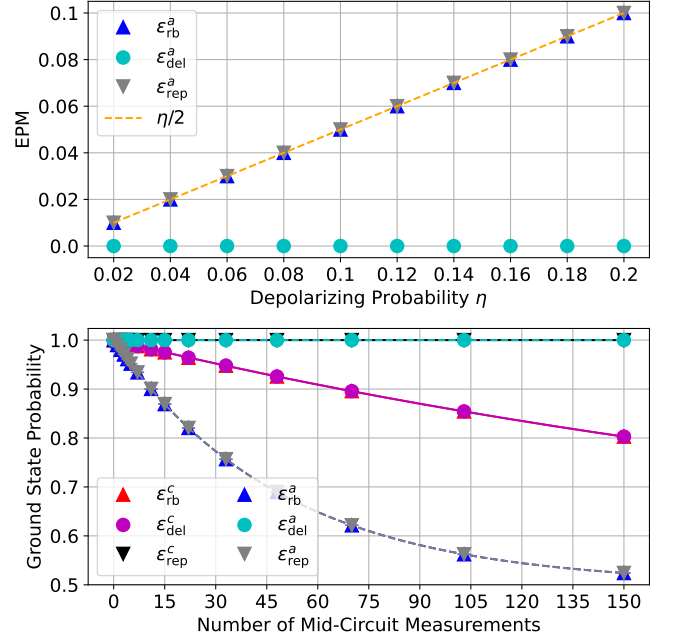 0.1
0.08
0.06
0.04
0.02
0.0
EPM
ε^a_rb
ε^a_del
ε^a_rep
η/2
0.02 0.04 0.06 0.08 0.1 0.12 0.14 0.16 0.18 0.2
Depolarizing Probability η
1.0
0.9
0.8
0.7
0.6
0.5
Ground State Probability
ε^c_rb ε^a_rb
ε^c_del ε^a_del
ε^c_rep ε^a_rep
0 15 30 45 60 75 90 105 120 135 150
Number of Mid-Circuit Measurements